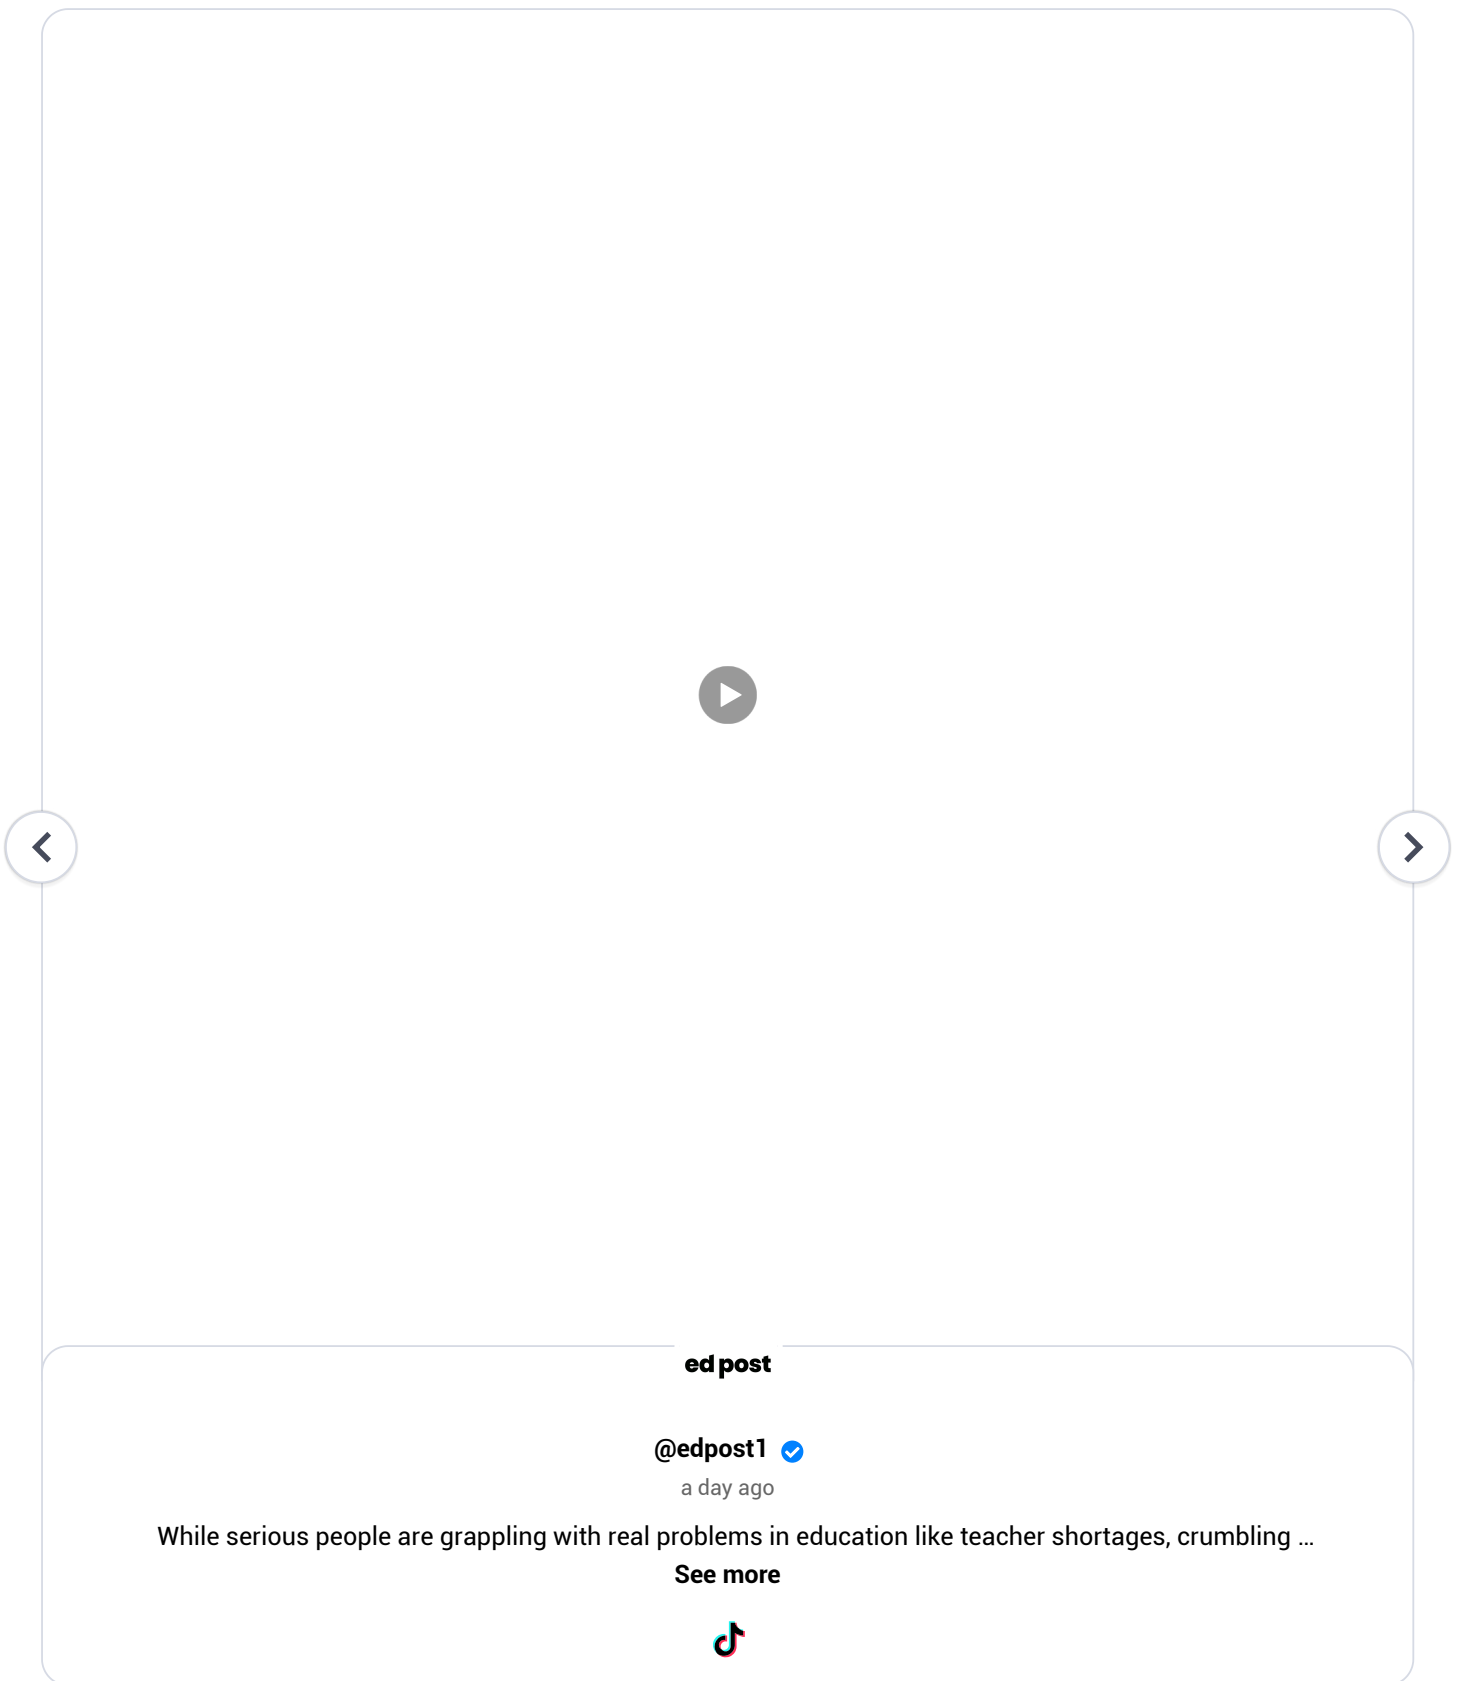 ed post
@edpost1
a day ago
While serious people are grappling with real problems in education like teacher shortages, crumbling ...
See more